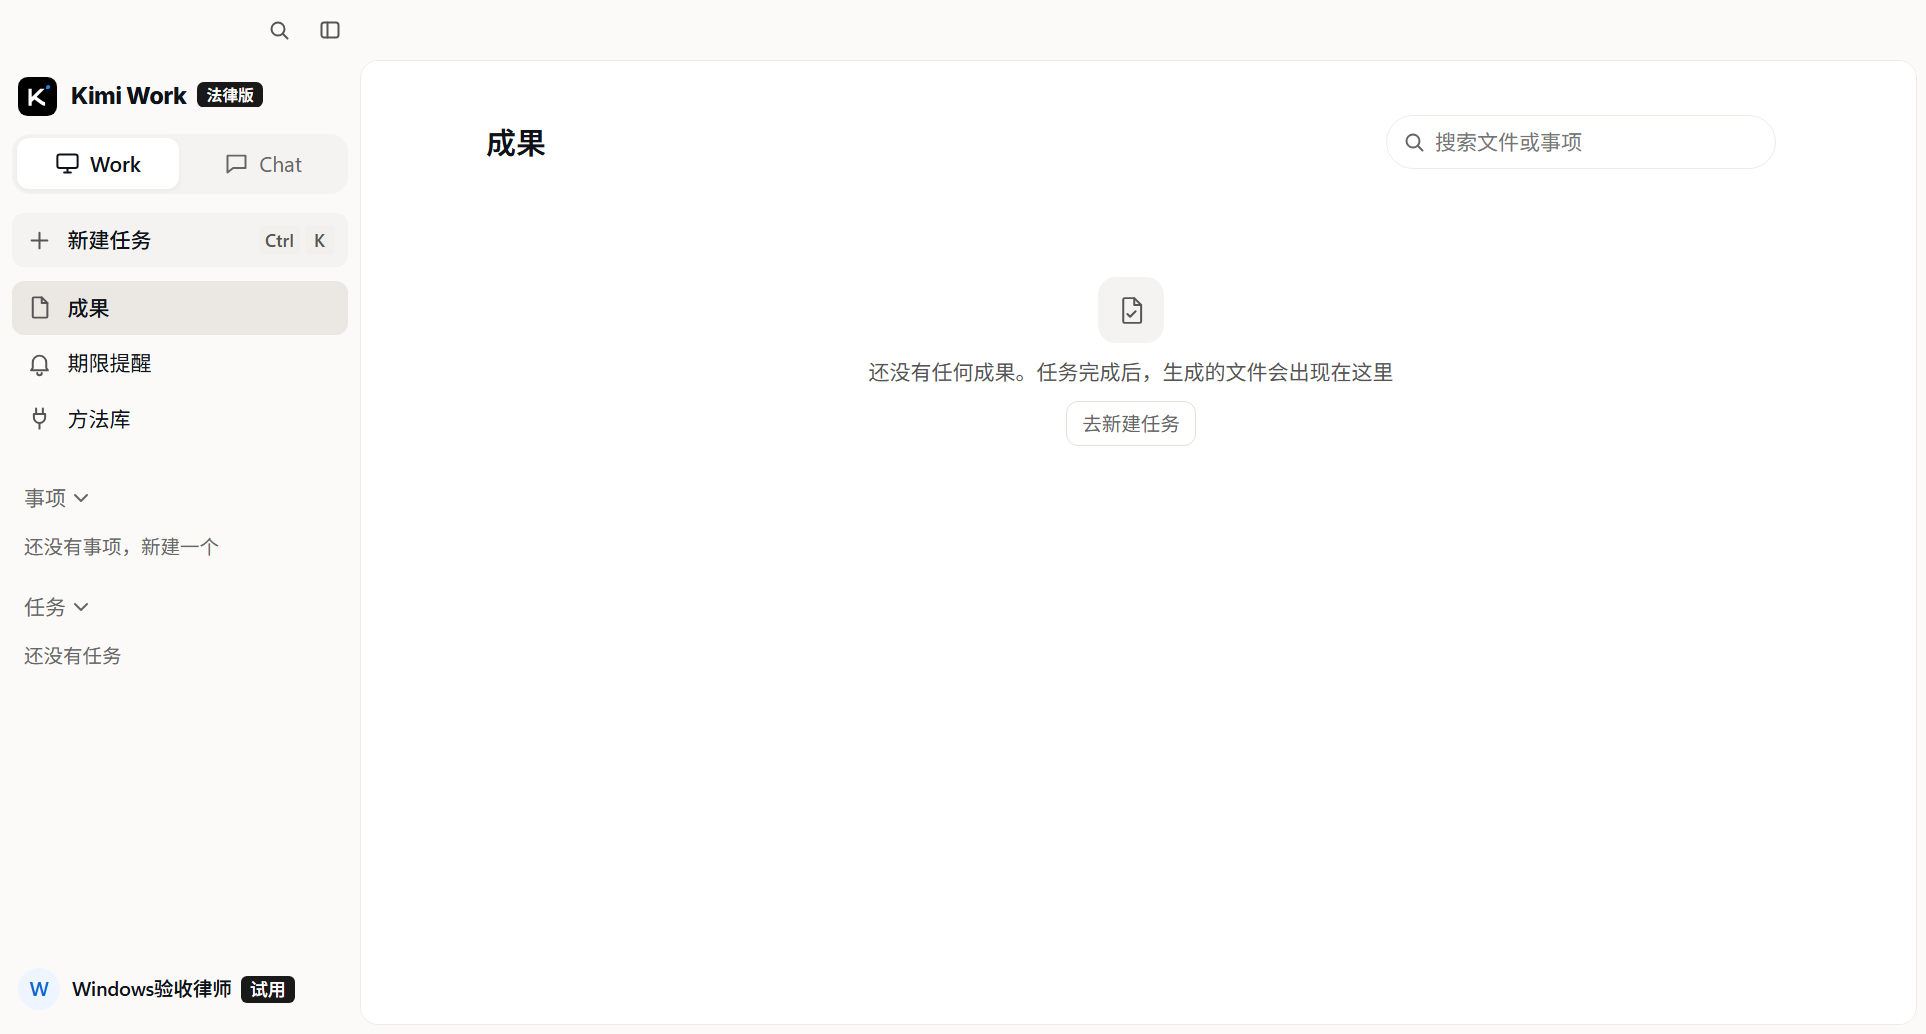 Kimi Work 法律版
Work Chat
新建任务 Ctrl K
成果
期限提醒
方法库
事项
还没有事项，新建一个
任务
还没有任务
W Windows验收律师 试用
成果
搜索文件或事项
还没有任何成果。任务完成后，生成的文件会出现在这里
去新建任务